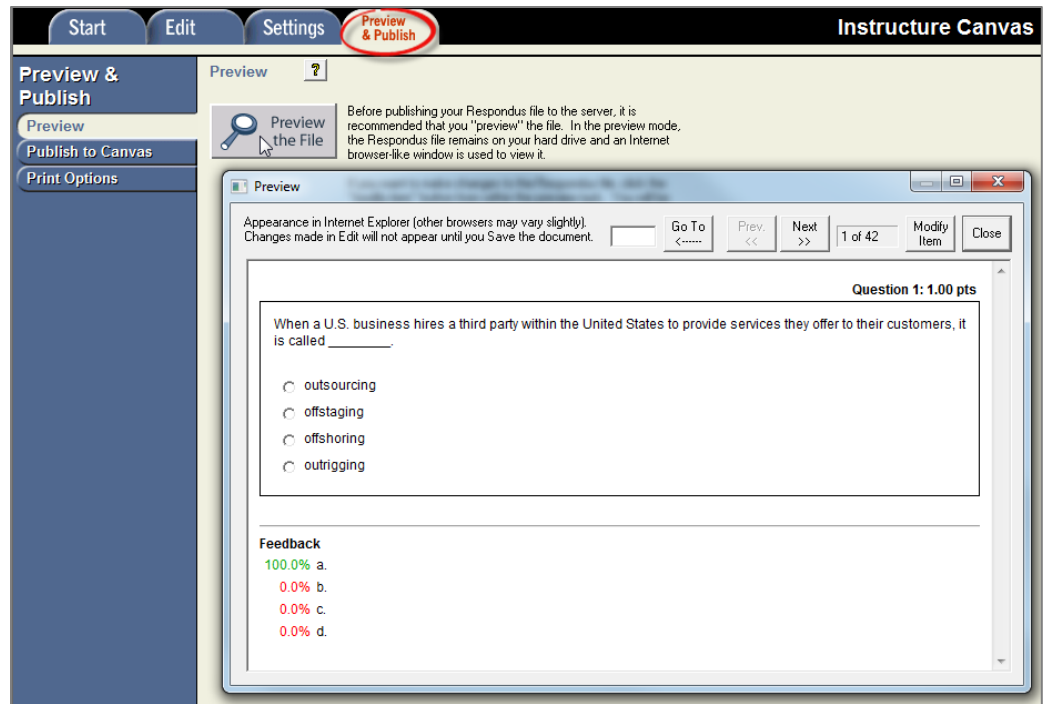 Start
Edit
Settings
Preview
& Publish
Instructure Canvas
Preview &
Publish
Preview
Publish to Canvas
Print Options
Preview
?
Preview
the File
Before publishing your Respondus file to the server, it is
recommended that you "preview" the file. In the preview mode,
the Respondus file remains on your hard drive and an Internet
browser-like window is used to view it.
Preview
Appearance in Internet Explorer (other browsers may vary slightly).
Changes made in Edit will not appear until you Save the document.
Go To
<------
Prev.
<<
Next
>>
1 of 42
Modify
Item
Close
Question 1: 1.00 pts
When a U.S. business hires a third party within the United States to provide services they offer to their customers, it
is called _________.
outsourcing
offstaging
offshoring
outrigging
Feedback
100.0% a.
0.0% b.
0.0% c.
0.0% d.